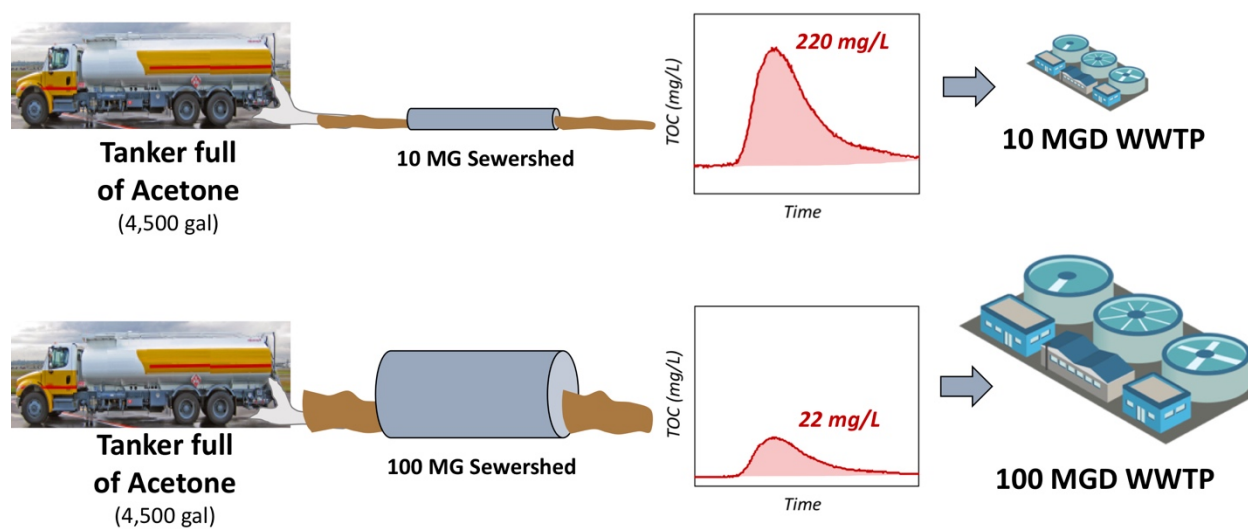 220 mg/L
TOC (mg/L)
Time
Tanker full
of Acetone
(4,500 gal)
10 MG Sewershed
10 MGD WWTP
22 mg/L
TOC (mg/L)
Time
Tanker full
of Acetone
(4,500 gal)
100 MG Sewershed
100 MGD WWTP